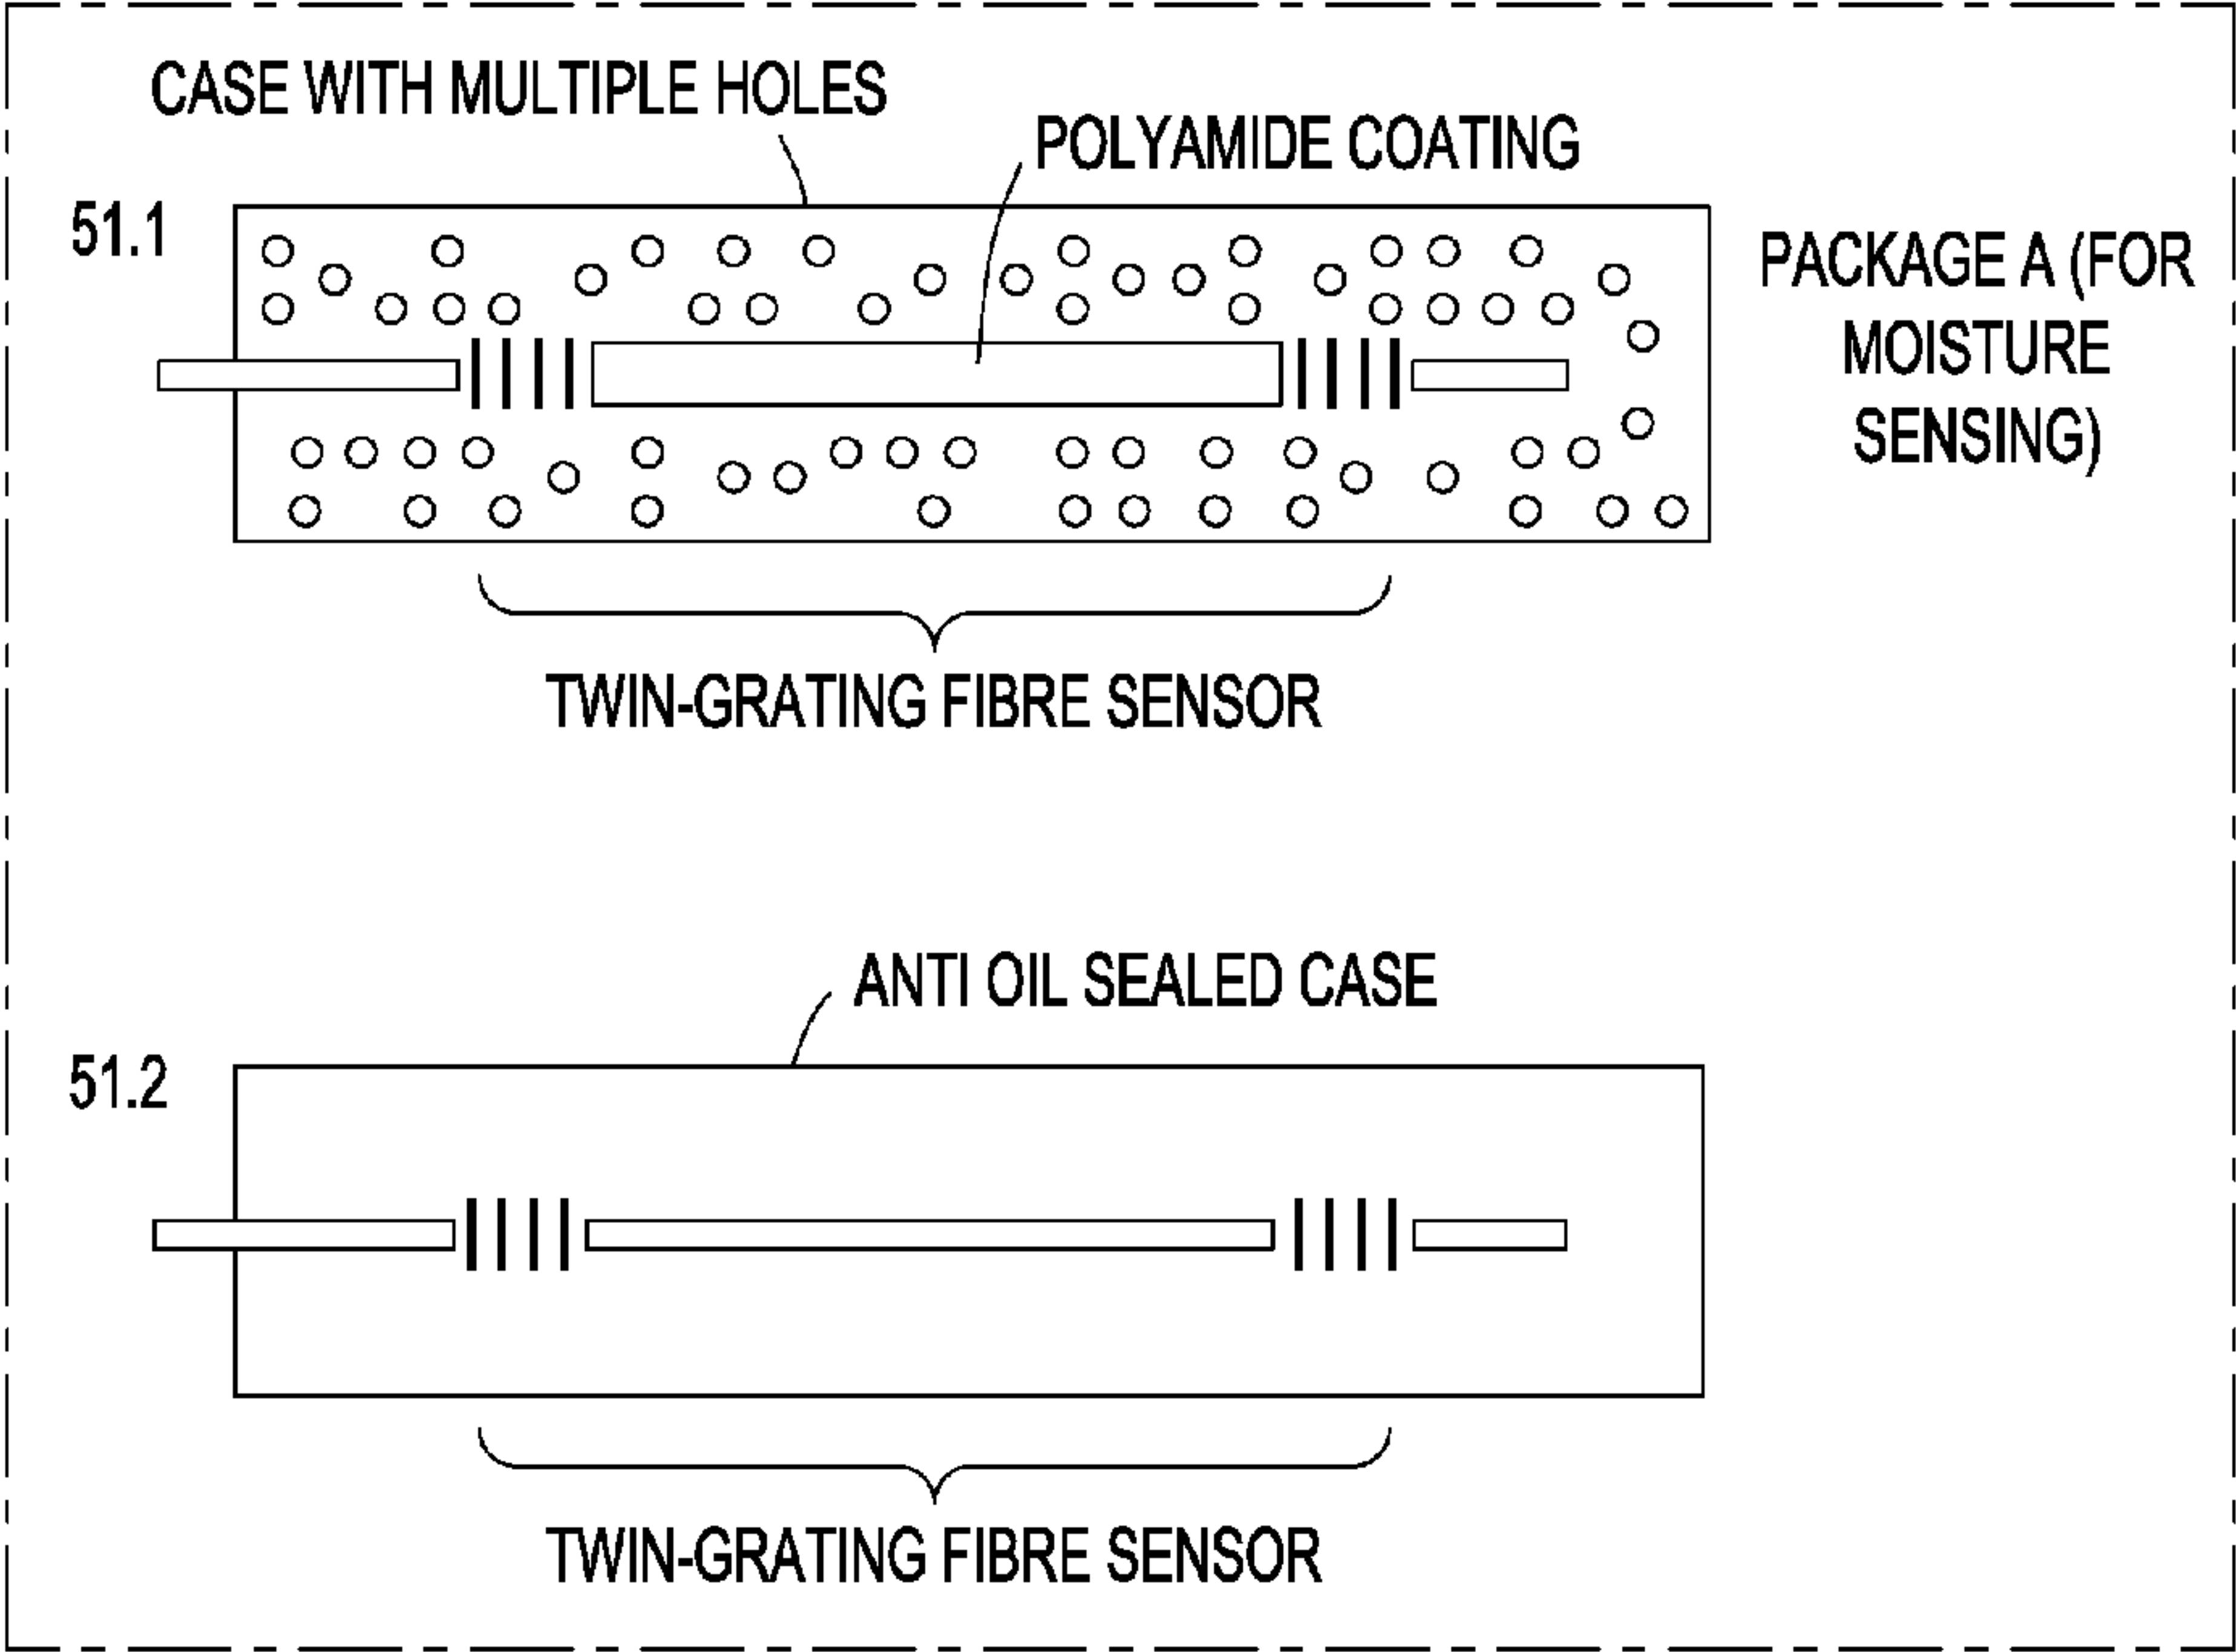 CASE WITH MULTIPLE HOLES
POLYAMIDE COATING
51.1
PACKAGE A (FOR
MOISTURE
SENSING)
TWIN-GRATING FIBRE SENSOR
ANTI OIL SEALED CASE
51.2
TWIN-GRATING FIBRE SENSOR